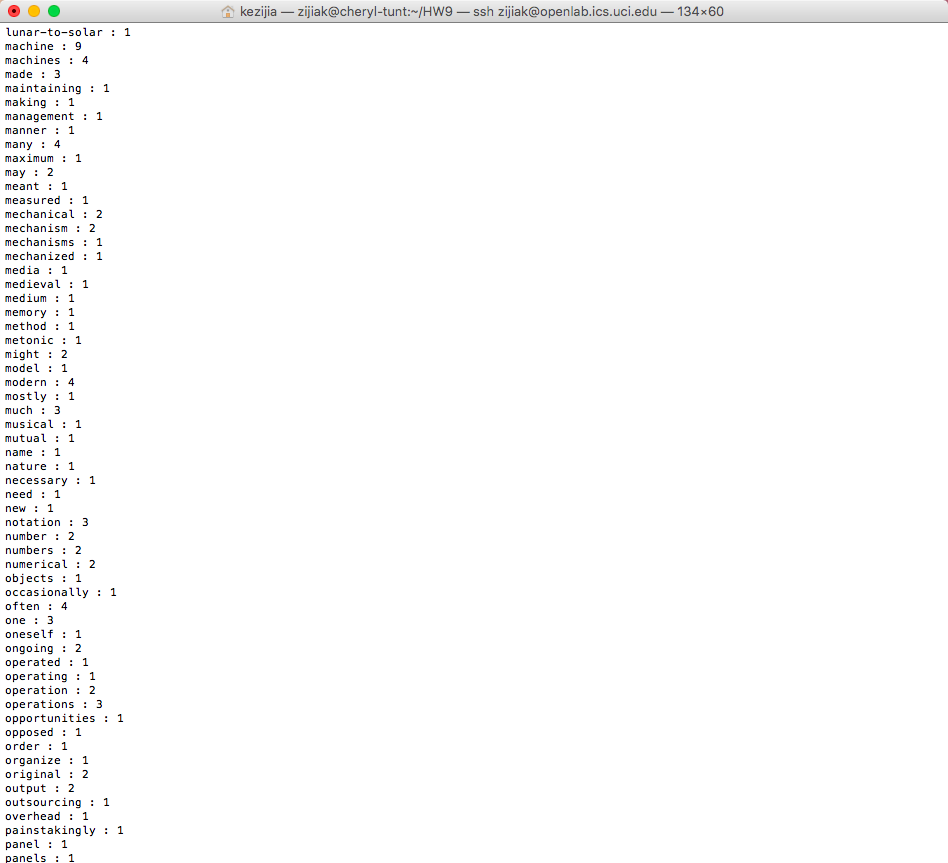 kezijia — zijiak@cheryl-tunt:~/HW9 — ssh zijiak@openlab.ics.uci.edu — 134×60
lunar-to-solar : 1
machine : 9
machines : 4
made : 3
maintaining : 1
making : 1
management : 1
manner : 1
many : 4
maximum : 1
may : 2
meant : 1
measured : 1
mechanical : 2
mechanism : 2
mechanisms : 1
mechanized : 1
media : 1
medieval : 1
medium : 1
memory : 1
method : 1
metonic : 1
might : 2
model : 1
modern : 4
mostly : 1
much : 3
musical : 1
mutual : 1
name : 1
nature : 1
necessary : 1
need : 1
new : 1
notation : 3
number : 2
numbers : 2
numerical : 2
objects : 1
occasionally : 1
often : 4
one : 3
oneself : 1
ongoing : 2
operated : 1
operating : 1
operation : 2
operations : 3
opportunities : 1
opposed : 1
order : 1
organize : 1
original : 2
output : 2
outsourcing : 1
overhead : 1
painstakingly : 1
panel : 1
panels : 1